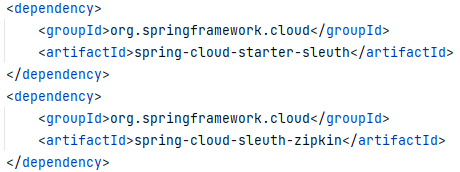 <dependency>
    <groupId>org.springframework.cloud</groupId>
    <artifactId>spring-cloud-starter-sleuth</artifactId>
</dependency>
<dependency>
    <groupId>org.springframework.cloud</groupId>
    <artifactId>spring-cloud-sleuth-zipkin</artifactId>
</dependency>